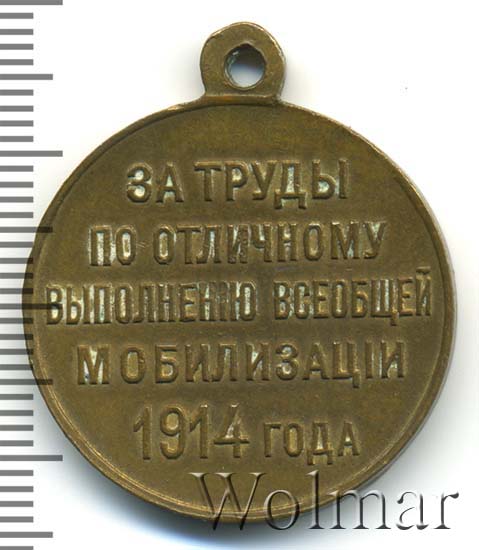 ЗА ТРУДЫ
ПО ОТЛИЧНОМУ
ВЫПОЛНЕНІЮ ВСЕОБЩЕЙ
МОБИЛИЗАЦІИ
1914 ГОДА
Wolmar